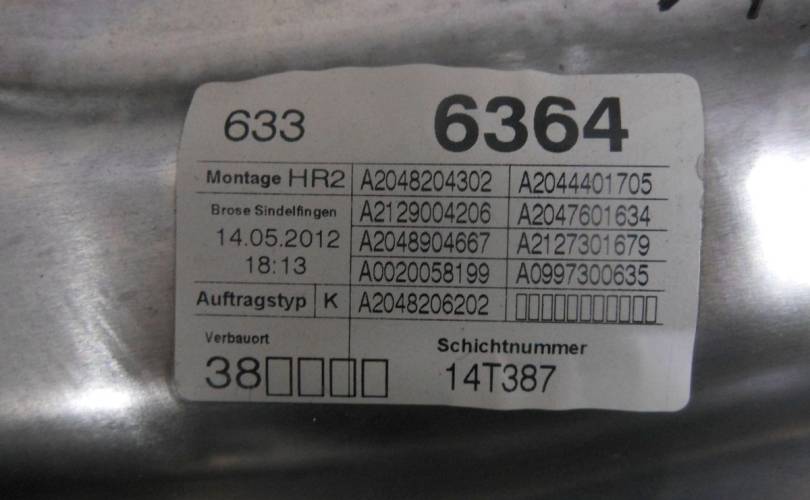 633 6364
Montage HR2 A2048204302 A2044401705
Brose Sindelfingen A2129004206 A2047601634
14.05.2012 A2048904667 A2127301679
18:13 A0020058199 A0997300635
Auftragstyp K A2048206202 □□□□□□□□□□□
Verbauort Schichtnummer
38□□□□ 14T387